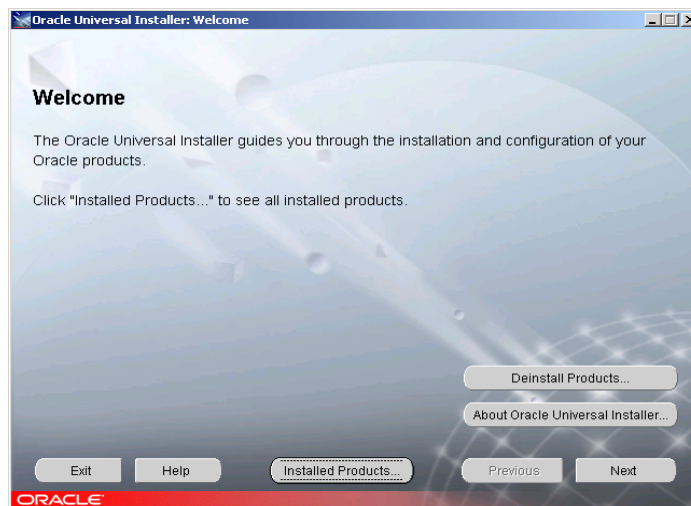 Oracle Universal Installer: Welcome
Welcome
The Oracle Universal Installer guides you through the installation and configuration of your
Oracle products.
Click "Installed Products..." to see all installed products.
Deinstall Products...
About Oracle Universal Installer...
Exit Help Installed Products... Previous Next
ORACLE